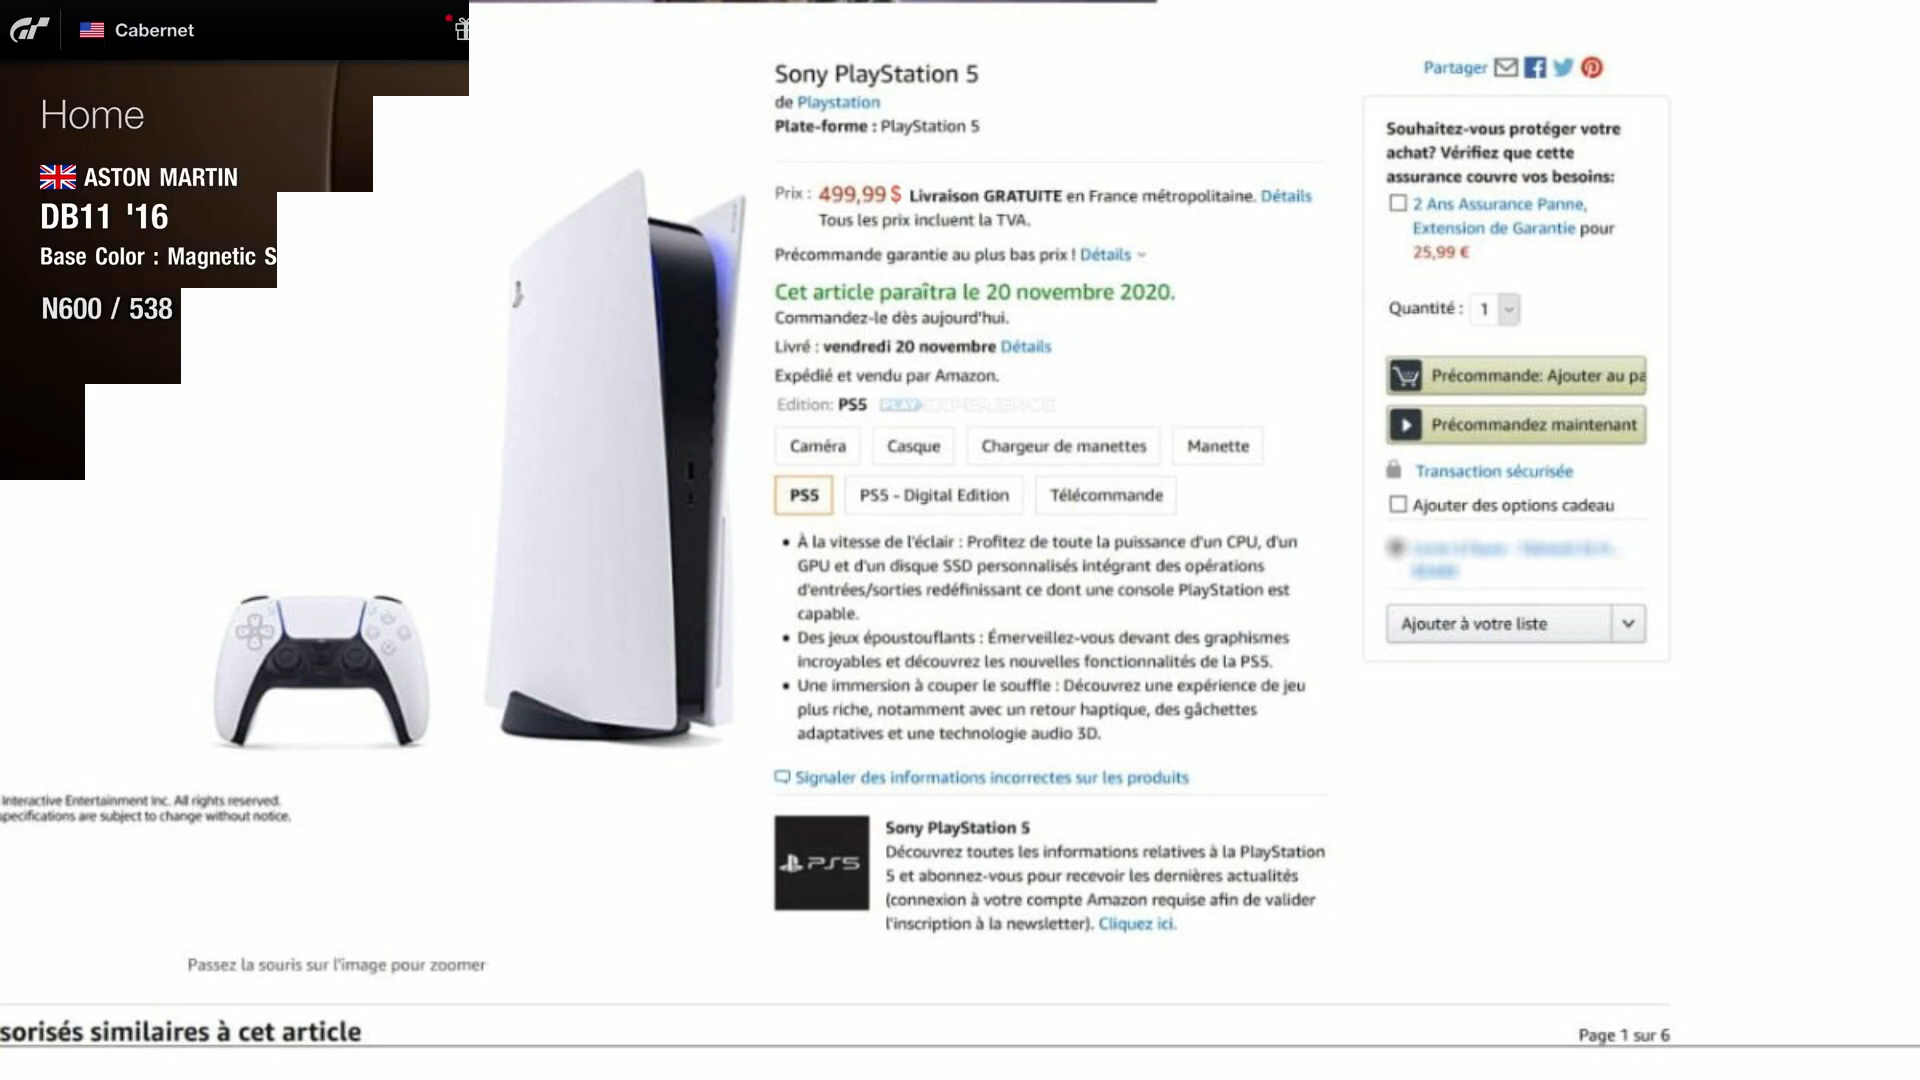 GT
Cabernet
Home
ASTON MARTIN
DB11 '16
Base Color : Magnetic S
N600 / 538
Sony PlayStation 5
de Playstation
Plate-forme : PlayStation 5
Prix : 499,99 $ Livraison GRATUITE en France métropolitaine. Détails
Tous les prix incluent la TVA.
Précommande garantie au plus bas prix ! Détails
Cet article paraîtra le 20 novembre 2020.
Commandez-le dès aujourd'hui.
Livré : vendredi 20 novembre Détails
Expédié et vendu par Amazon.
Edition: PS5 PLAY
Caméra Casque Chargeur de manettes Manette
PS5 PS5 - Digital Edition Télécommande
• À la vitesse de l'éclair : Profitez de toute la puissance d'un CPU, d'un
GPU et d'un disque SSD personnalisés intégrant des opérations
d'entrées/sorties redéfinissant ce dont une console PlayStation est
capable.
• Des jeux époustouflants : Émerveillez-vous devant des graphismes
incroyables et découvrez les nouvelles fonctionnalités de la PS5.
• Une immersion à couper le souffle : Découvrez une expérience de jeu
plus riche, notamment avec un retour haptique, des gâchettes
adaptatives et une technologie audio 3D.
Signaler des informations incorrectes sur les produits
PS5
Sony PlayStation 5
Découvrez toutes les informations relatives à la PlayStation
5 et abonnez-vous pour recevoir les dernières actualités
(connexion à votre compte Amazon requise afin de valider
l'inscription à la newsletter). Cliquez ici.
Partager
Souhaitez-vous protéger votre
achat? Vérifiez que cette
assurance couvre vos besoins:
2 Ans Assurance Panne,
Extension de Garantie pour
25,99 €
Quantité : 1
Précommande: Ajouter au pa
Précommandez maintenant
Transaction sécurisée
Ajouter des options cadeau
Ajouter à votre liste
Interactive Entertainment Inc. All rights reserved.
specifications are subject to change without notice.
Passez la souris sur l'image pour zoomer
sorisés similaires à cet article
Page 1 sur 6